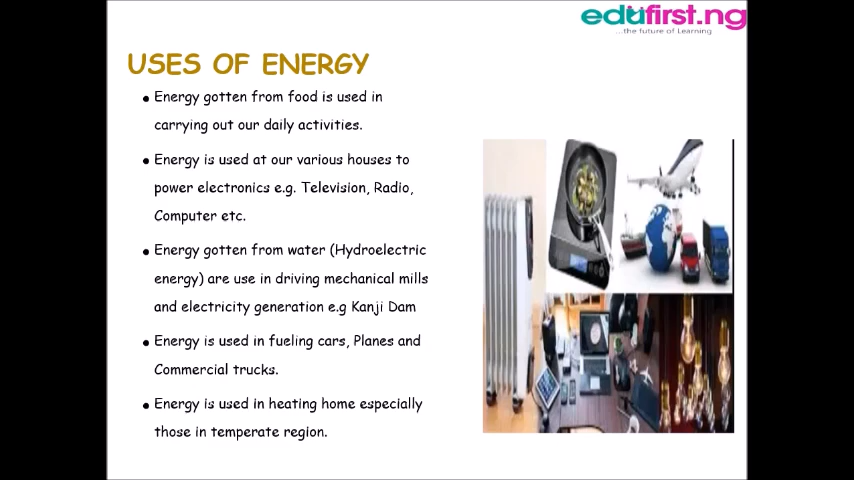 edufirst.ng
...the future of Learning
USES OF ENERGY
• Energy gotten from food is used in
carrying out our daily activities.
• Energy is used at our various houses to
power electronics e.g. Television, Radio,
Computer etc.
• Energy gotten from water (Hydroelectric
energy) are use in driving mechanical mills
and electricity generation e.g Kanji Dam
• Energy is used in fueling cars, Planes and
Commercial trucks.
• Energy is used in heating home especially
those in temperate region.